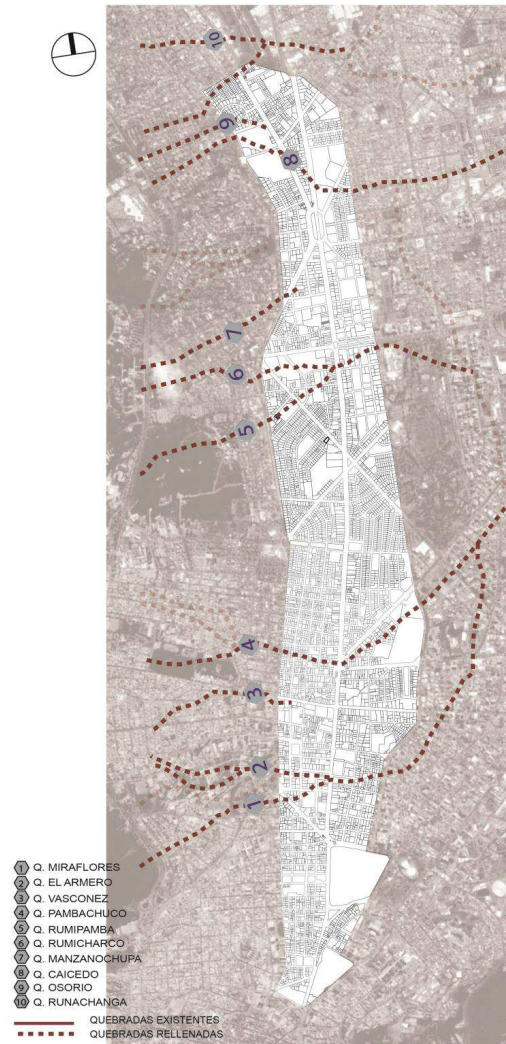 10
9
8
7
6
5
4
3
2
1
1 Q. MIRAFLORES
2 Q. EL ARMERO
3 Q. VASCONEZ
4 Q. PAMBACHUCO
5 Q. RUMIPAMBA
6 Q. RUMICHARCO
7 Q. MANZANOCHUPA
8 Q. CAICEDO
9 Q. OSORIO
10 Q. RUNACHANGA
QUEBRADAS EXISTENTES
QUEBRADAS RELLENADAS